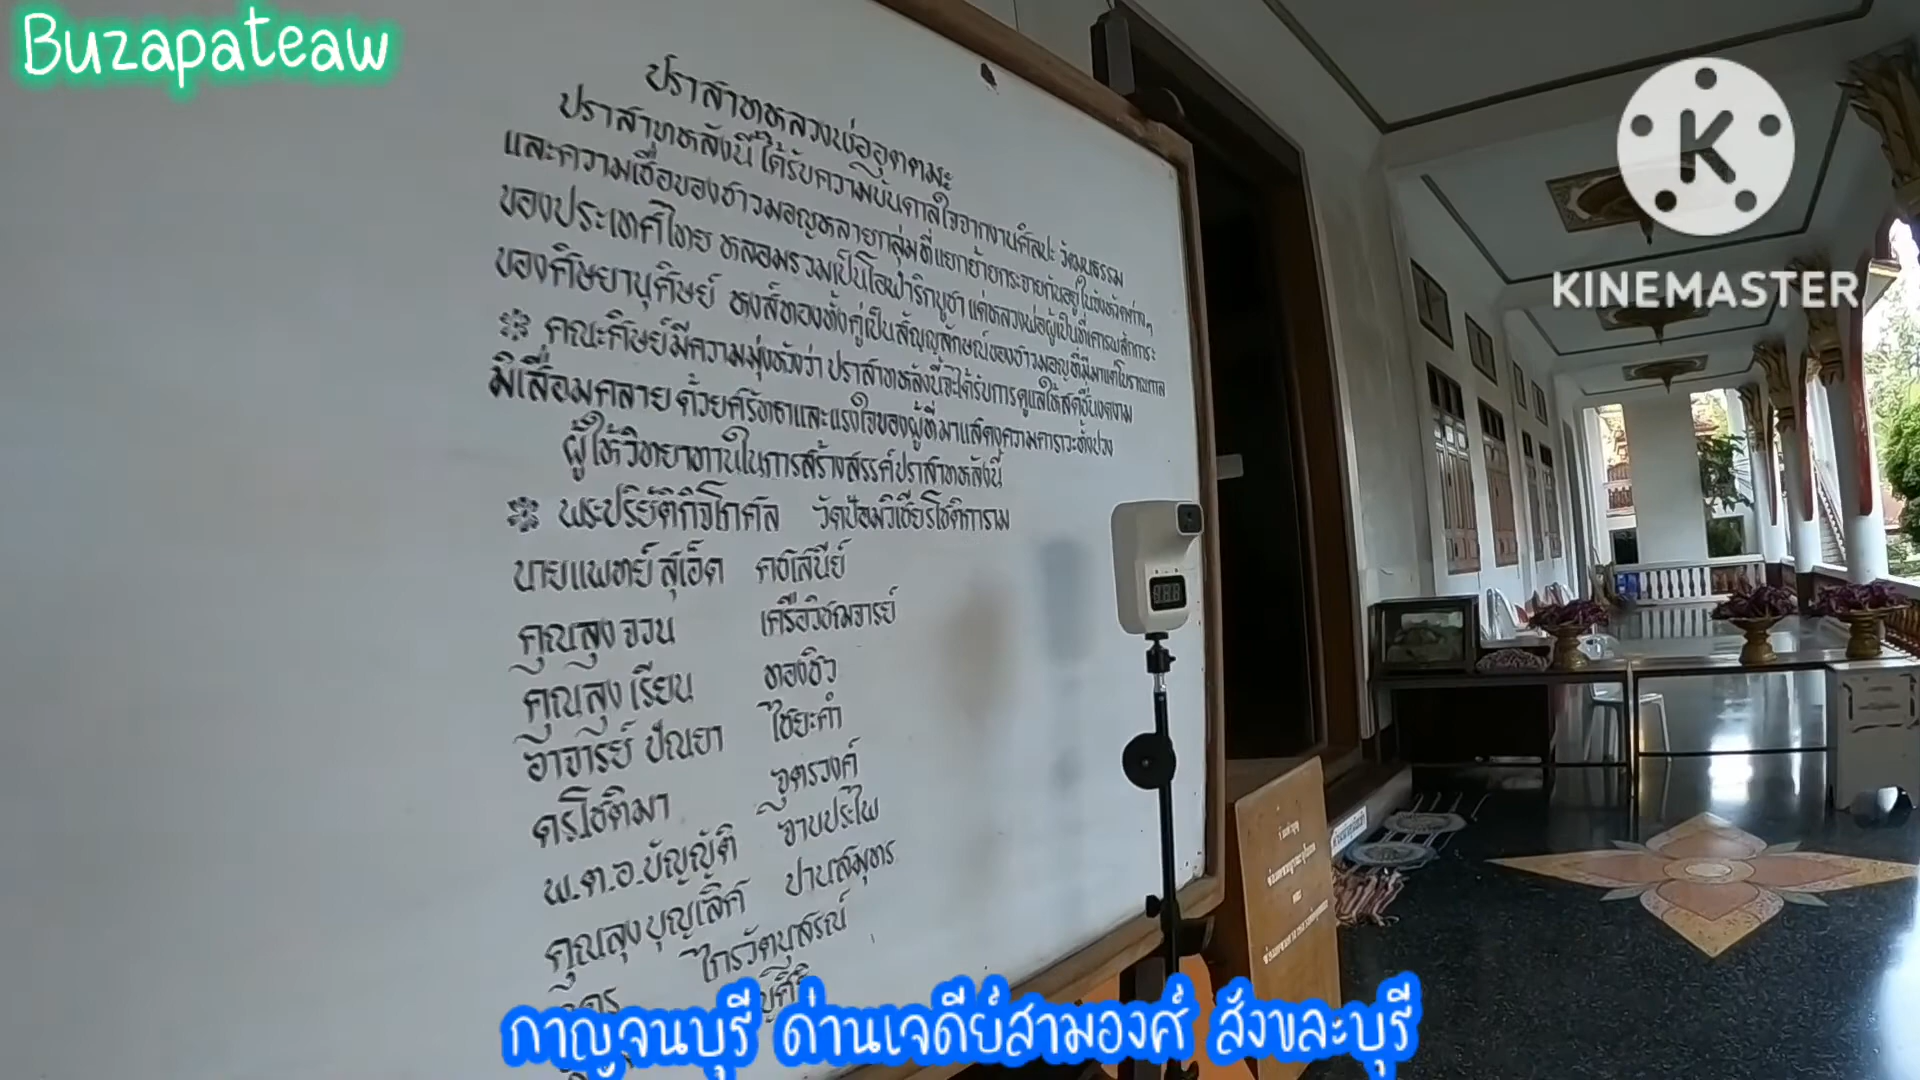 Buzapateaw
KINEMASTER
ปราสาทหลวงพ่ออุตตมะ
ปราสาทหลังนี้ได้รับความบันดาลใจจากงานศิลปะ วัฒนธรรม
และความเชื่อของชาวมอญหลายกลุ่มที่แยกย้ายกระจายกันอยู่ในจังหวัดต่างๆ
ของประเทศไทย หลอมรวมเป็นโอฬาริกบูชา แด่หลวงพ่อผู้เป็นที่เคารพสักการะ
ของศิษยานุศิษย์ หงส์ทองทั้งคู่เป็นสัญญลักษณ์ของชาวมอญที่มีมาแต่โบราณกาล
คณะศิษย์มีความมุ่งหวังว่า ปราสาทหลังนี้จะได้รับการดูแลให้สดชื่นงดงาม
มิเสื่อมคลาย ด้วยศรัทธาและแรงใจของผู้ที่มาแสดงความคารวะทั้งปวง
ผู้ให้วิทยาทานในการสร้างสรรค์ปราสาทหลังนี้
พระปริยัติกิจโกศล วัดป้อมวิเชียรโชติการาม
นายแพทย์ สุเอ็ด คชเสนีย์
คุณลุง จวน เครือวิชฌจารย์
คุณลุง เรียน ทองชิว
อาจารย์ ปัณยา ไชยะคำ
ดร.โชติมา จุตรวงค์
พ.ต.อ.บัญญัติ จาบประไพ
คุณลุง บุญเลิศ ปานสมุทร
ไกรวัตนุสรณ์
กาญจนบุรี ด่านเจดีย์สามองศ์ สังขละบุรี